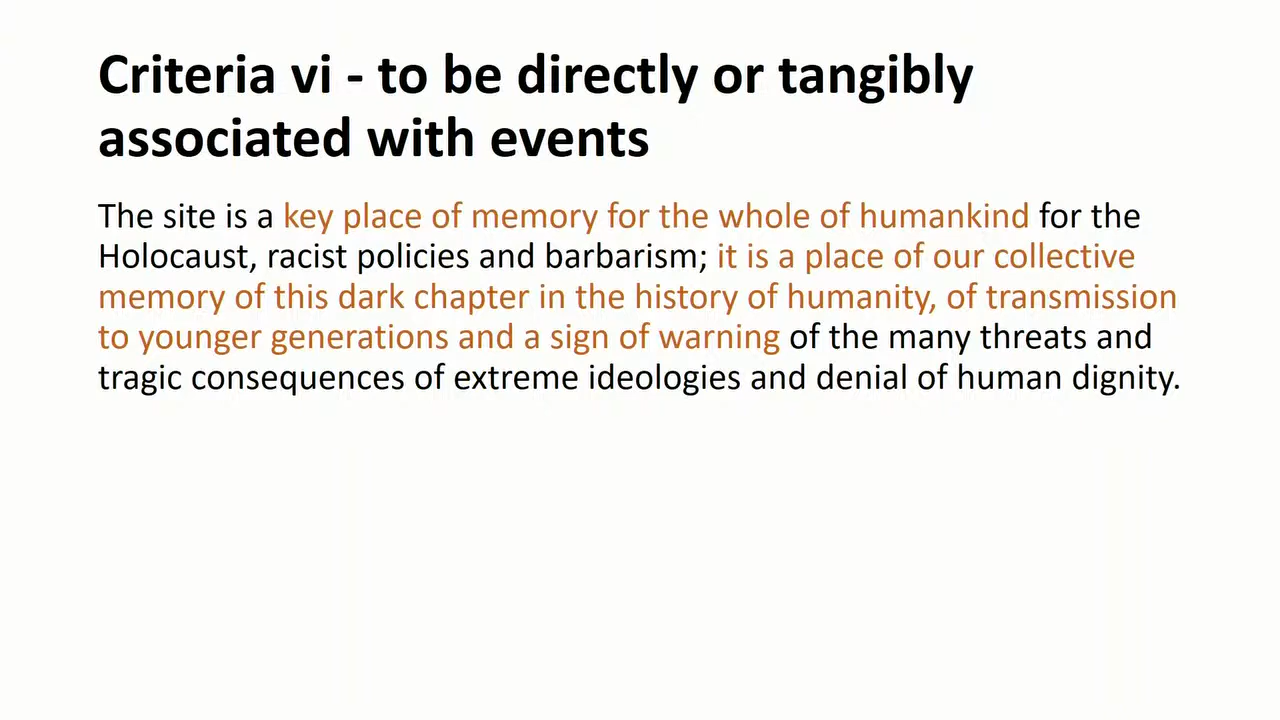 Criteria vi - to be directly or tangibly
associated with events
The site is a key place of memory for the whole of humankind for the
Holocaust, racist policies and barbarism; it is a place of our collective
memory of this dark chapter in the history of humanity, of transmission
to younger generations and a sign of warning of the many threats and
tragic consequences of extreme ideologies and denial of human dignity.